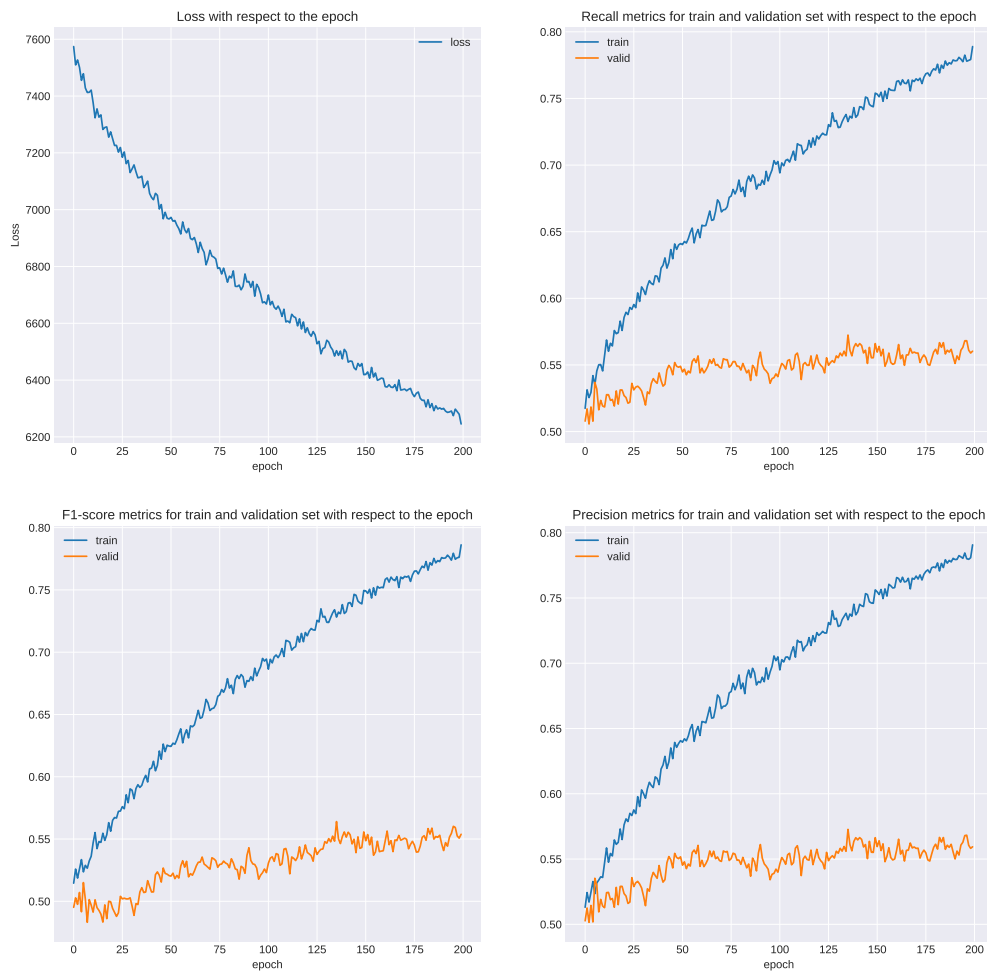 Loss with respect to the epoch
7600
7400
7200
7000
6800
6600
6400
6200
Loss
loss
0 25 50 75 100 125 150 175 200
epoch
Recall metrics for train and validation set with respect to the epoch
0.80
0.75
0.70
0.65
0.60
0.55
0.50
train
valid
0 25 50 75 100 125 150 175 200
epoch
F1-score metrics for train and validation set with respect to the epoch
0.80
0.75
0.70
0.65
0.60
0.55
0.50
train
valid
0 25 50 75 100 125 150 175 200
epoch
Precision metrics for train and validation set with respect to the epoch
0.80
0.75
0.70
0.65
0.60
0.55
0.50
train
valid
0 25 50 75 100 125 150 175 200
epoch